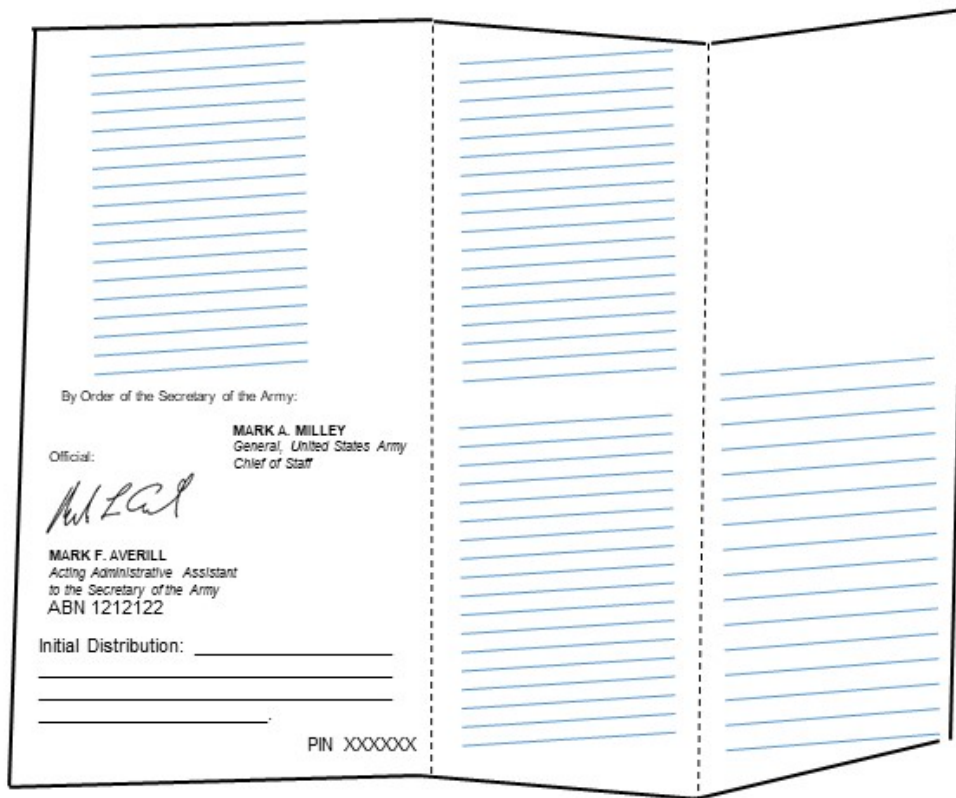 By Order of the Secretary of the Army:
MARK A. MILLEY
General, United States Army
Chief of Staff
Official:
MARK F. AVERILL
Acting Administrative Assistant
to the Secretary of the Army
ABN 1212122
Initial Distribution:
PIN XXXXXX